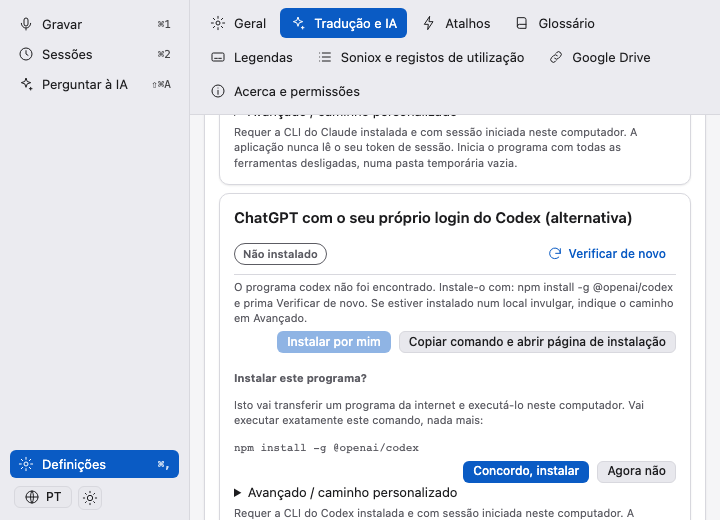 Gravar ⌘1
Sessões ⌘2
Perguntar à IA ⇧⌘A
Definições ⌘,
PT
Geral
Tradução e IA
Atalhos
Glossário
Legendas
Soniox e registos de utilização
Google Drive
Acerca e permissões
Avançado / caminho personalizado
Requer a CLI do Claude instalada e com sessão iniciada neste computador. A
aplicação nunca lê o seu token de sessão. Inicia o programa com todas as
ferramentas desligadas, numa pasta temporária vazia.
ChatGPT com o seu próprio login do Codex (alternativa)
Não instalado
Verificar de novo
O programa codex não foi encontrado. Instale-o com: npm install -g @openai/codex
e prima Verificar de novo. Se estiver instalado num local invulgar, indique o caminho
em Avançado.
Instalar por mim
Copiar comando e abrir página de instalação
Instalar este programa?
Isto vai transferir um programa da internet e executá-lo neste computador. Vai
executar exatamente este comando, nada mais:
npm install -g @openai/codex
Concordo, instalar
Agora não
Avançado / caminho personalizado
Requer a CLI do Codex instalada e com sessão iniciada neste computador. A